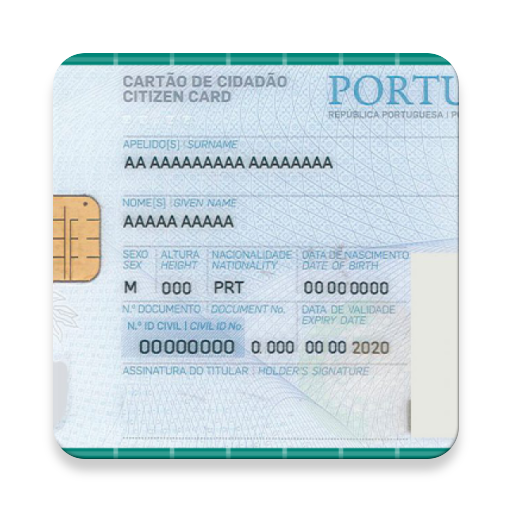 CARTÃO DE CIDADÃO
CITIZEN CARD
PORTU
REPÚBLICA PORTUGUESA | P
APELIDO[S] | SURNAME
AA AAAAAAAAA AAAAAAAA
NOME[S] | GIVEN NAME
AAAAA AAAAA
SEXO ALTURA NACIONALIDADE DATA DE NASCIMENTO
SEX HEIGHT NATIONALITY DATE OF BIRTH
M 000 PRT 00 00 0000
N.º DOCUMENTO | DOCUMENT No. DATA DE VALIDADE
N.º ID CIVIL | CIVIL ID No. EXPIRY DATE
00000000 0 000 00 00 2020
ASSINATURA DO TITULAR | HOLDER'S SIGNATURE